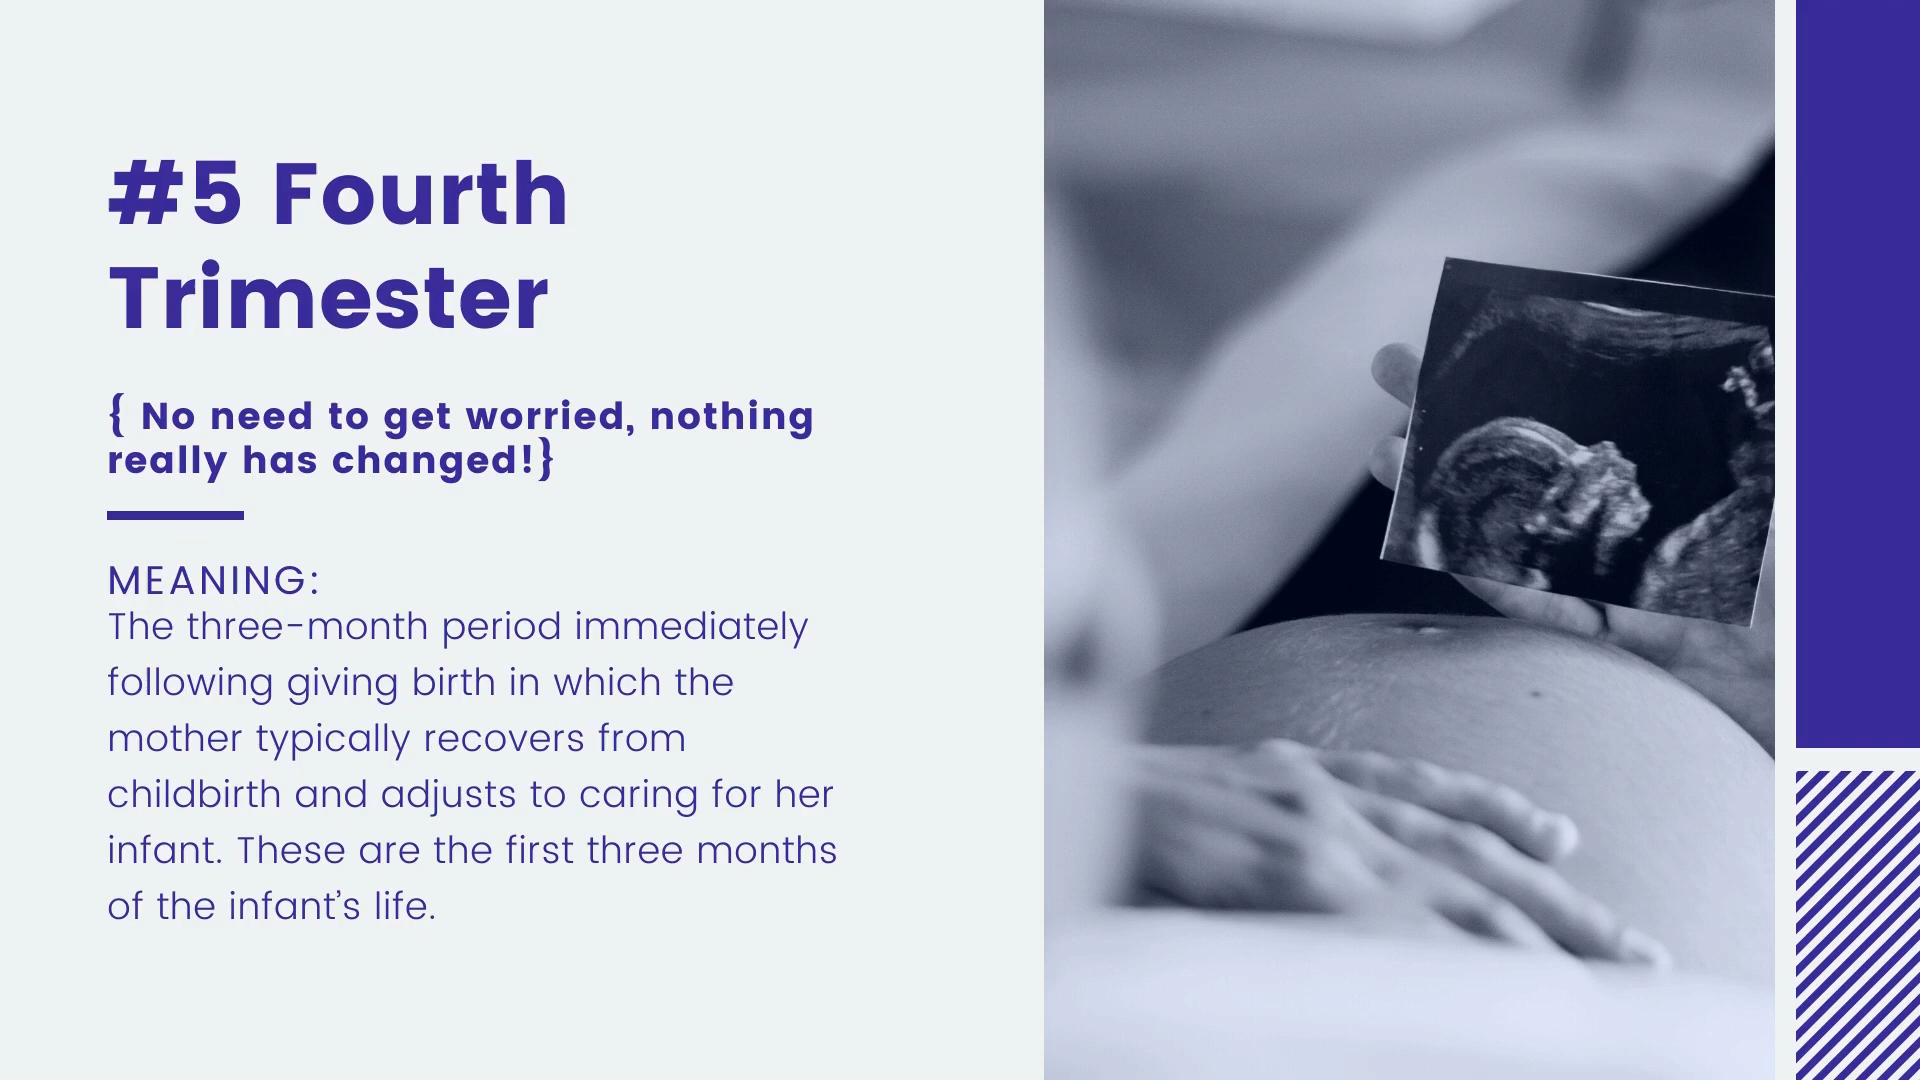 #5 Fourth
Trimester
{ No need to get worried, nothing
really has changed!}
MEANING:
The three-month period immediately
following giving birth in which the
mother typically recovers from
childbirth and adjusts to caring for her
infant. These are the first three months
of the infant’s life.